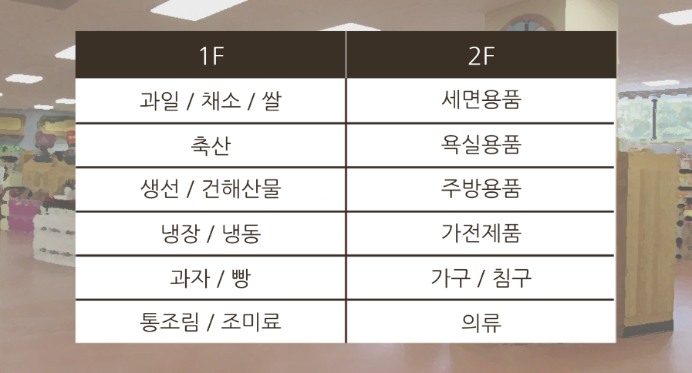 1F 2F
과일 / 채소 / 쌀 세면용품
축산 욕실용품
생선 / 건해산물 주방용품
냉장 / 냉동 가전제품
과자 / 빵 가구 / 침구
통조림 / 조미료 의류